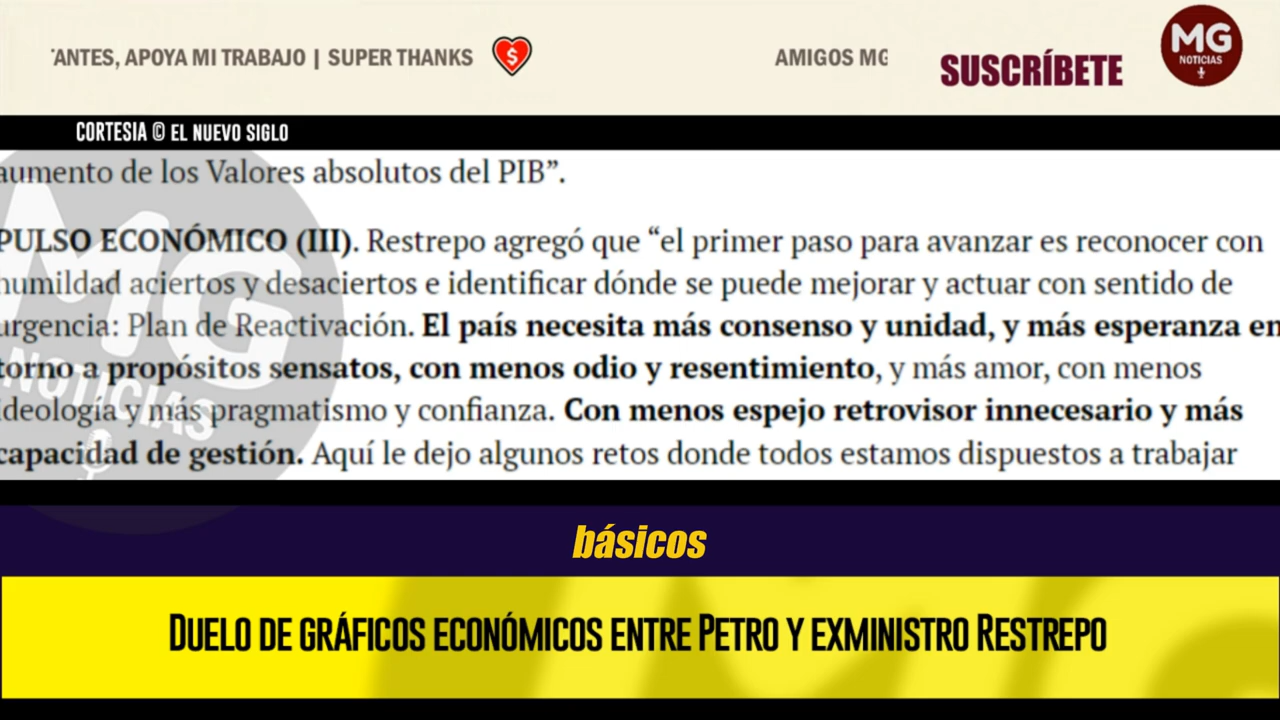 TANTES, APOYA MI TRABAJO | SUPER THANKS
AMIGOS MG
SUSCRÍBETE
MG
NOTICIAS
CORTESIA © EL NUEVO SIGLO
aumento de los Valores absolutos del PIB”.
PULSO ECONÓMICO (III). Restrepo agregó que “el primer paso para avanzar es reconocer con
humildad aciertos y desaciertos e identificar dónde se puede mejorar y actuar con sentido de
urgencia: Plan de Reactivación. El país necesita más consenso y unidad, y más esperanza en
torno a propósitos sensatos, con menos odio y resentimiento, y más amor, con menos
ideología y más pragmatismo y confianza. Con menos espejo retrovisor innecesario y más
capacidad de gestión. Aquí le dejo algunos retos donde todos estamos dispuestos a trabajar
MG
NOTICIAS
básicos
DUELO DE GRÁFICOS ECONÓMICOS ENTRE PETRO Y EXMINISTRO RESTREPO